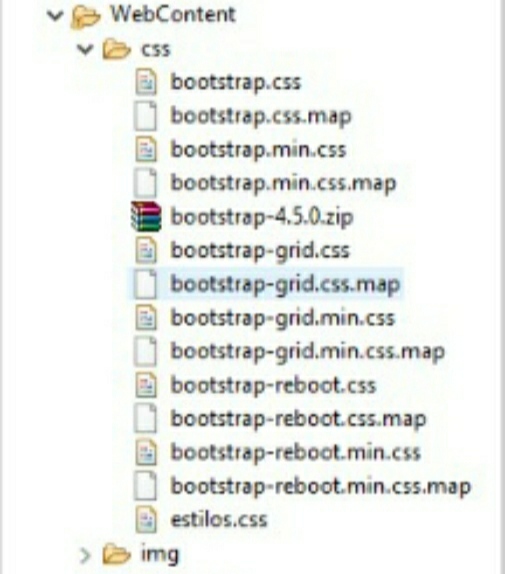 WebContent
css
bootstrap.css
bootstrap.css.map
bootstrap.min.css
bootstrap.min.css.map
bootstrap-4.5.0.zip
bootstrap-grid.css
bootstrap-grid.css.map
bootstrap-grid.min.css
bootstrap-grid.min.css.map
bootstrap-reboot.css
bootstrap-reboot.css.map
bootstrap-reboot.min.css
bootstrap-reboot.min.css.map
estilos.css
img